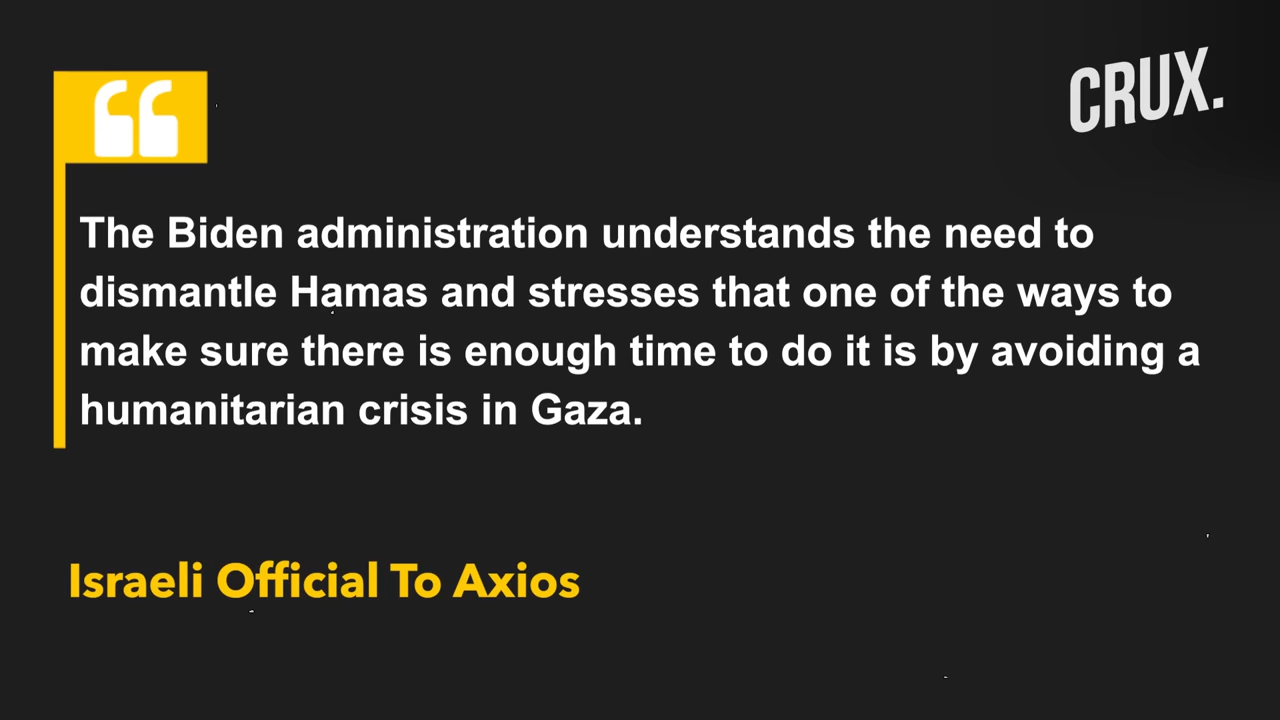 CRUX.
The Biden administration understands the need to
dismantle Hamas and stresses that one of the ways to
make sure there is enough time to do it is by avoiding a
humanitarian crisis in Gaza.
Israeli Official To Axios